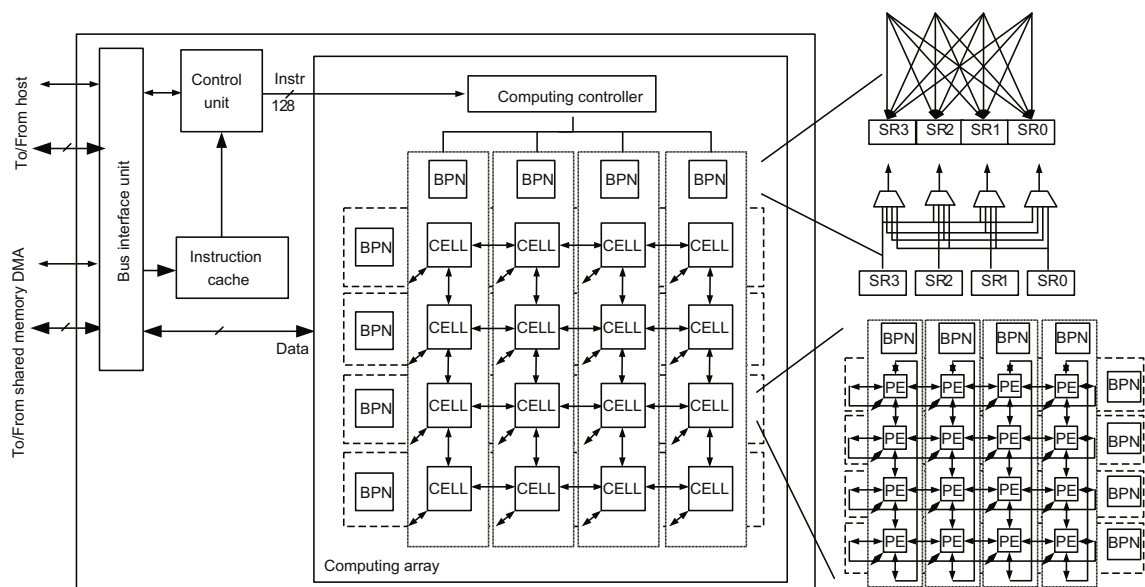 To/From host
To/From shared memory DMA
Bus interface unit
Control
unit
Instruction
cache
Instr
128
Data
Computing controller
BPN BPN BPN BPN
BPN CELL CELL CELL CELL
BPN CELL CELL CELL CELL
BPN CELL CELL CELL CELL
BPN CELL CELL CELL CELL
Computing array
SR3 SR2 SR1 SR0
SR3 SR2 SR1 SR0
BPN BPN BPN BPN
PE PE PE PE BPN
PE PE PE PE BPN
PE PE PE PE BPN
PE PE PE PE BPN